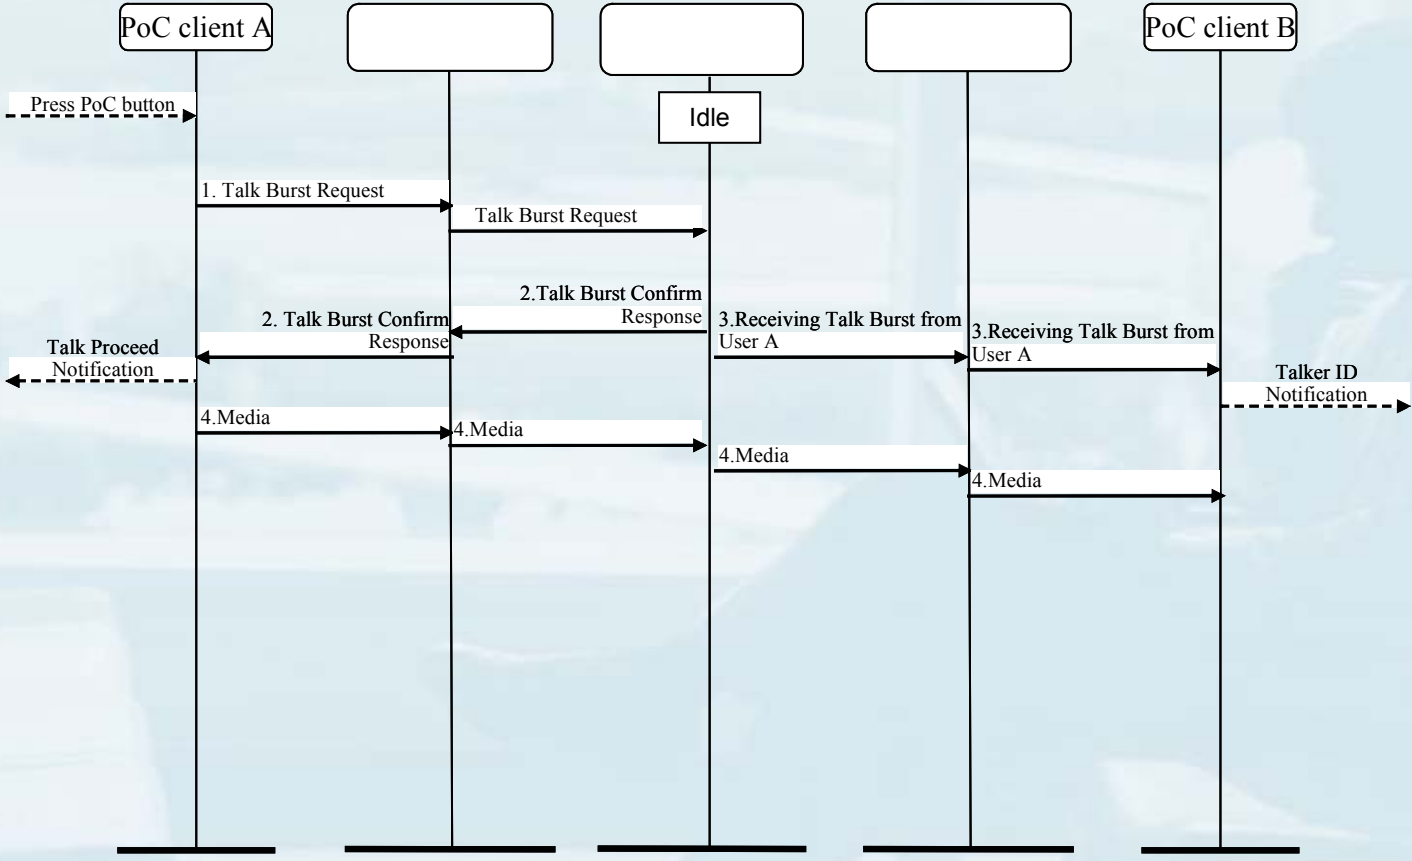 PoC client A
PoC client B
Press PoC button
Idle
1. Talk Burst Request
Talk Burst Request
2.Talk Burst Confirm
Response
2. Talk Burst Confirm
Response
3.Receiving Talk Burst from
User A
3.Receiving Talk Burst from
User A
Talk Proceed
Notification
Talker ID
Notification
4.Media
4.Media
4.Media
4.Media